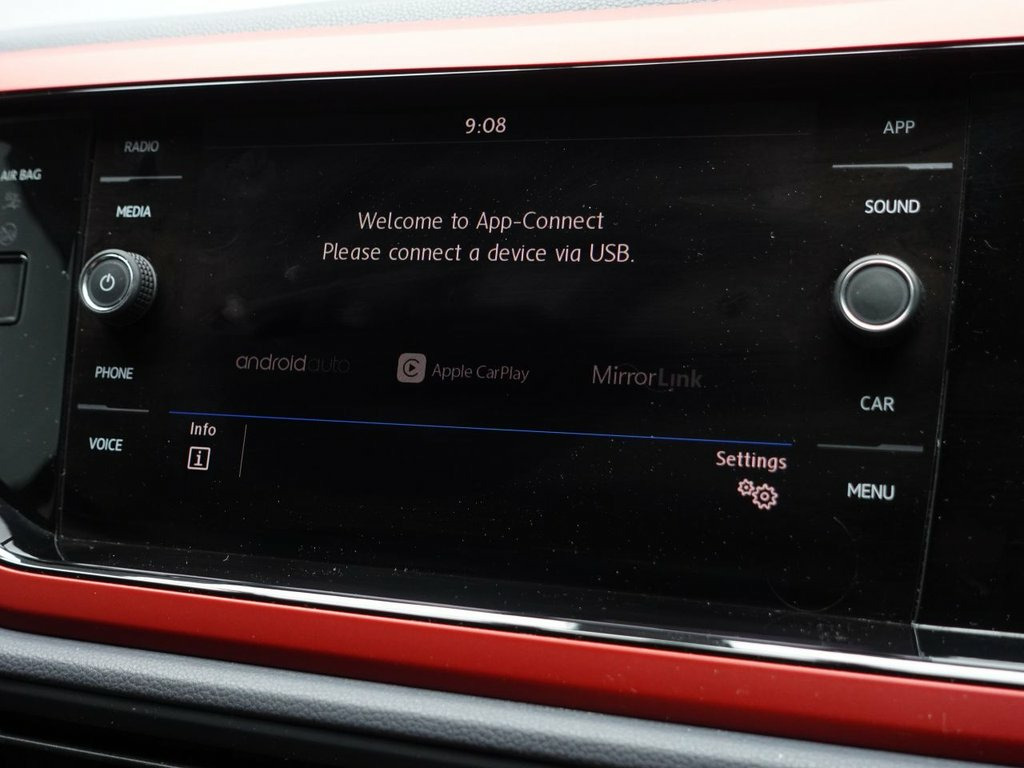 9:08
RADIO
APP
AIR BAG
MEDIA
SOUND
Welcome to App-Connect
Please connect a device via USB.
PHONE
androidauto
Apple CarPlay
MirrorLink
CAR
VOICE
Info
i
Settings
MENU